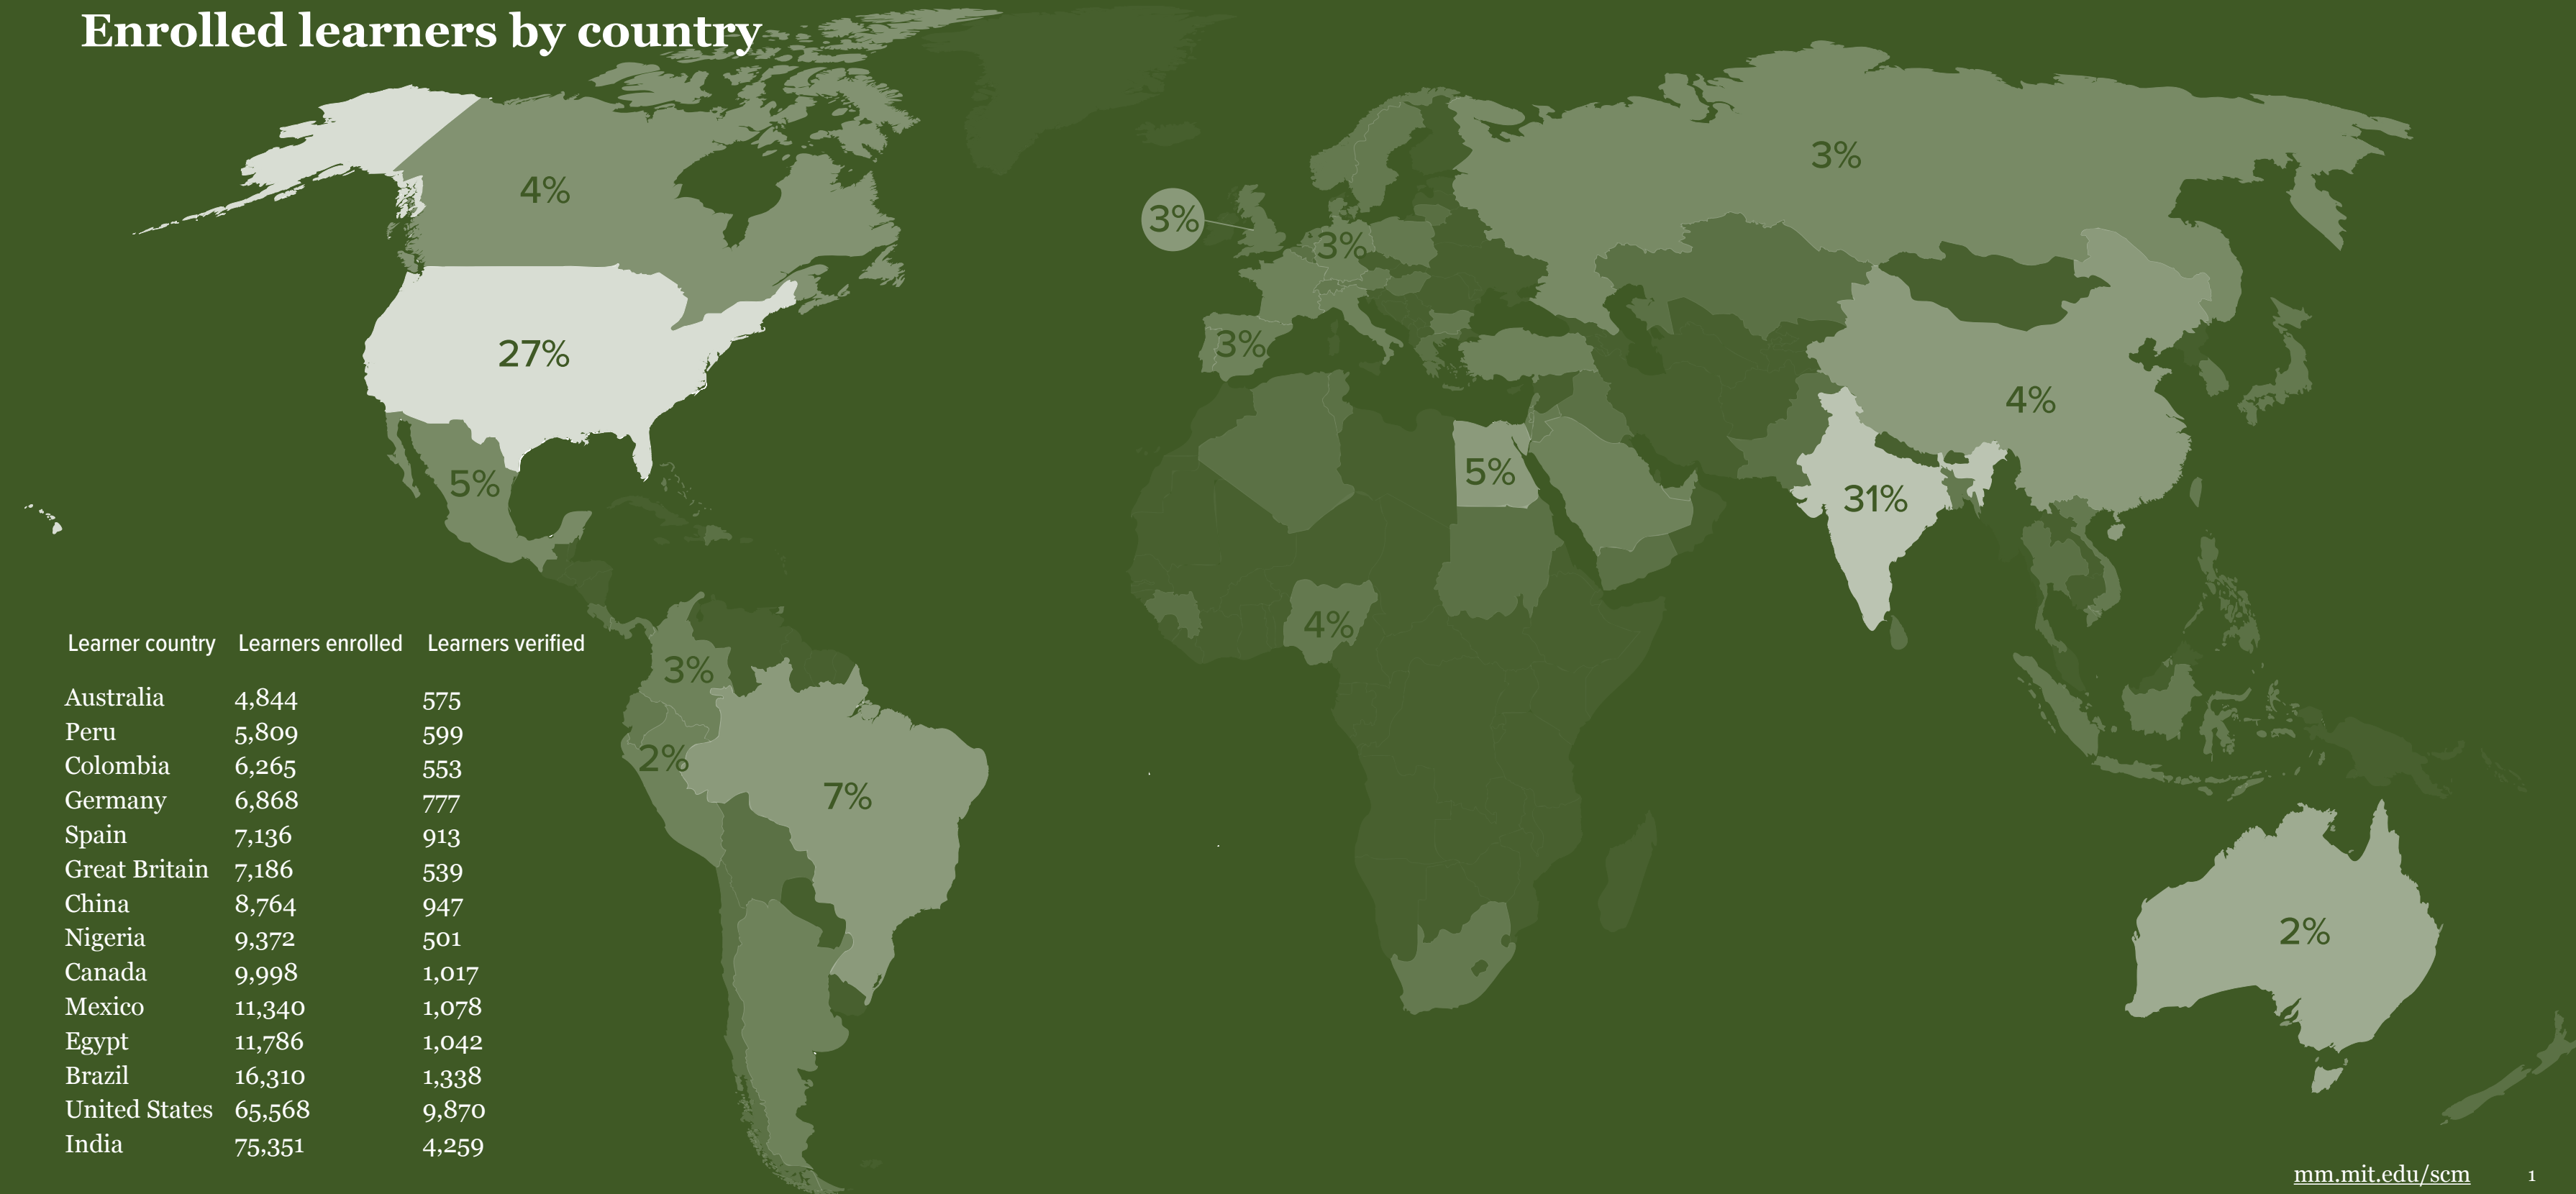 Enrolled learners by country
4%
27%
5%
3%
3%
3%
3%
4%
5%
31%
4%
3%
2%
7%
2%
Learner country Learners enrolled Learners verified
Australia 4,844 575
Peru 5,809 599
Colombia 6,265 553
Germany 6,868 777
Spain 7,136 913
Great Britain 7,186 539
China 8,764 947
Nigeria 9,372 501
Canada 9,998 1,017
Mexico 11,340 1,078
Egypt 11,786 1,042
Brazil 16,310 1,338
United States 65,568 9,870
India 75,351 4,259
mm.mit.edu/scm 1